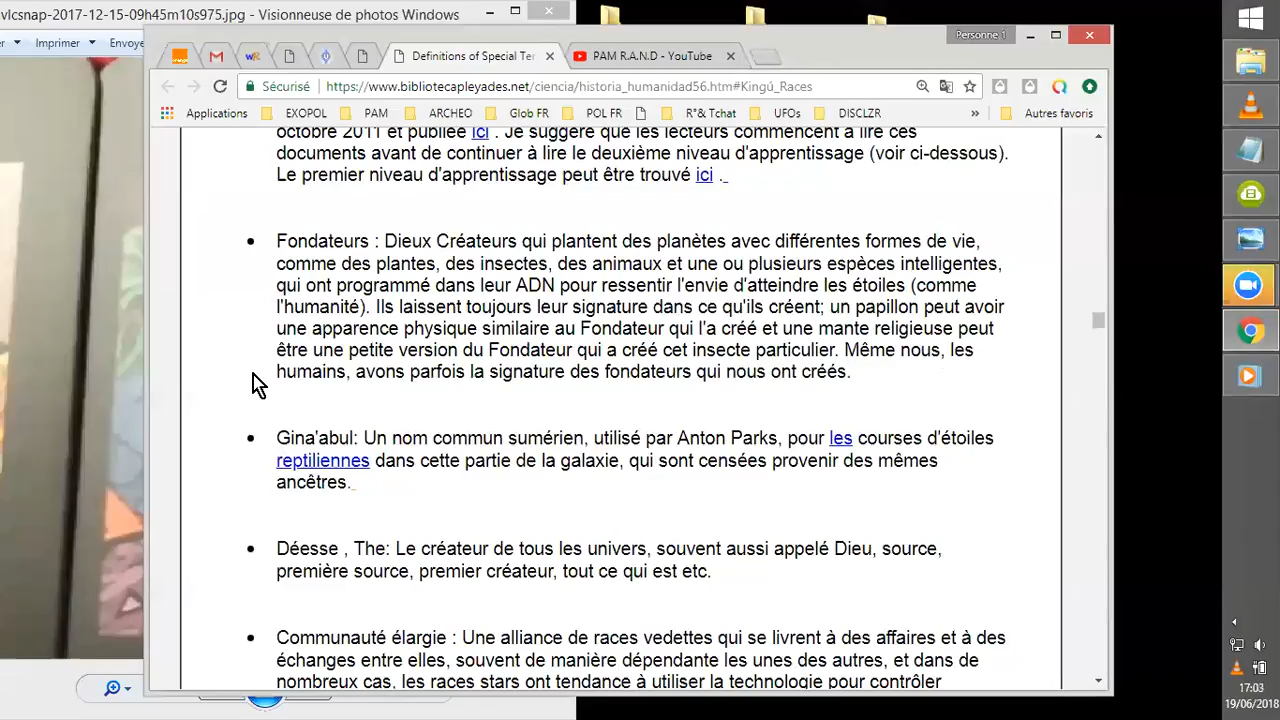 vlcsnap-2017-12-15-09h45m10s975.jpg - Visionneuse de photos Windows
Imprimer
Envoye
Personne 1
Definitions of Special Ter
PAM R.A.N.D - YouTube
Sécurisé
https://www.bibliotecapleyades.net/ciencia/historia_humanidad56.htm#Kingú_Races
Applications
EXOPOL
PAM
ARCHEO
Glob FR
POL FR
R°& Tchat
UFOs
DISCLZR
»
Autres favoris
octobre 2011 et publiée ici . Je suggère que les lecteurs commencent à lire ces
documents avant de continuer à lire le deuxième niveau d'apprentissage (voir ci-dessous).
Le premier niveau d'apprentissage peut être trouvé ici .
• Fondateurs : Dieux Créateurs qui plantent des planètes avec différentes formes de vie,
comme des plantes, des insectes, des animaux et une ou plusieurs espèces intelligentes,
qui ont programmé dans leur ADN pour ressentir l'envie d'atteindre les étoiles (comme
l'humanité). Ils laissent toujours leur signature dans ce qu'ils créent; un papillon peut avoir
une apparence physique similaire au Fondateur qui l'a créé et une mante religieuse peut
être une petite version du Fondateur qui a créé cet insecte particulier. Même nous, les
humains, avons parfois la signature des fondateurs qui nous ont créés.
• Gina'abul: Un nom commun sumérien, utilisé par Anton Parks, pour les courses d'étoiles
reptiliennes dans cette partie de la galaxie, qui sont censées provenir des mêmes
ancêtres.
• Déesse , The: Le créateur de tous les univers, souvent aussi appelé Dieu, source,
première source, premier créateur, tout ce qui est etc.
• Communauté élargie : Une alliance de races vedettes qui se livrent à des affaires et à des
échanges entre elles, souvent de manière dépendante les unes des autres, et dans de
nombreux cas, les races stars ont tendance à utiliser la technologie pour contrôler
17:03
19/06/2018